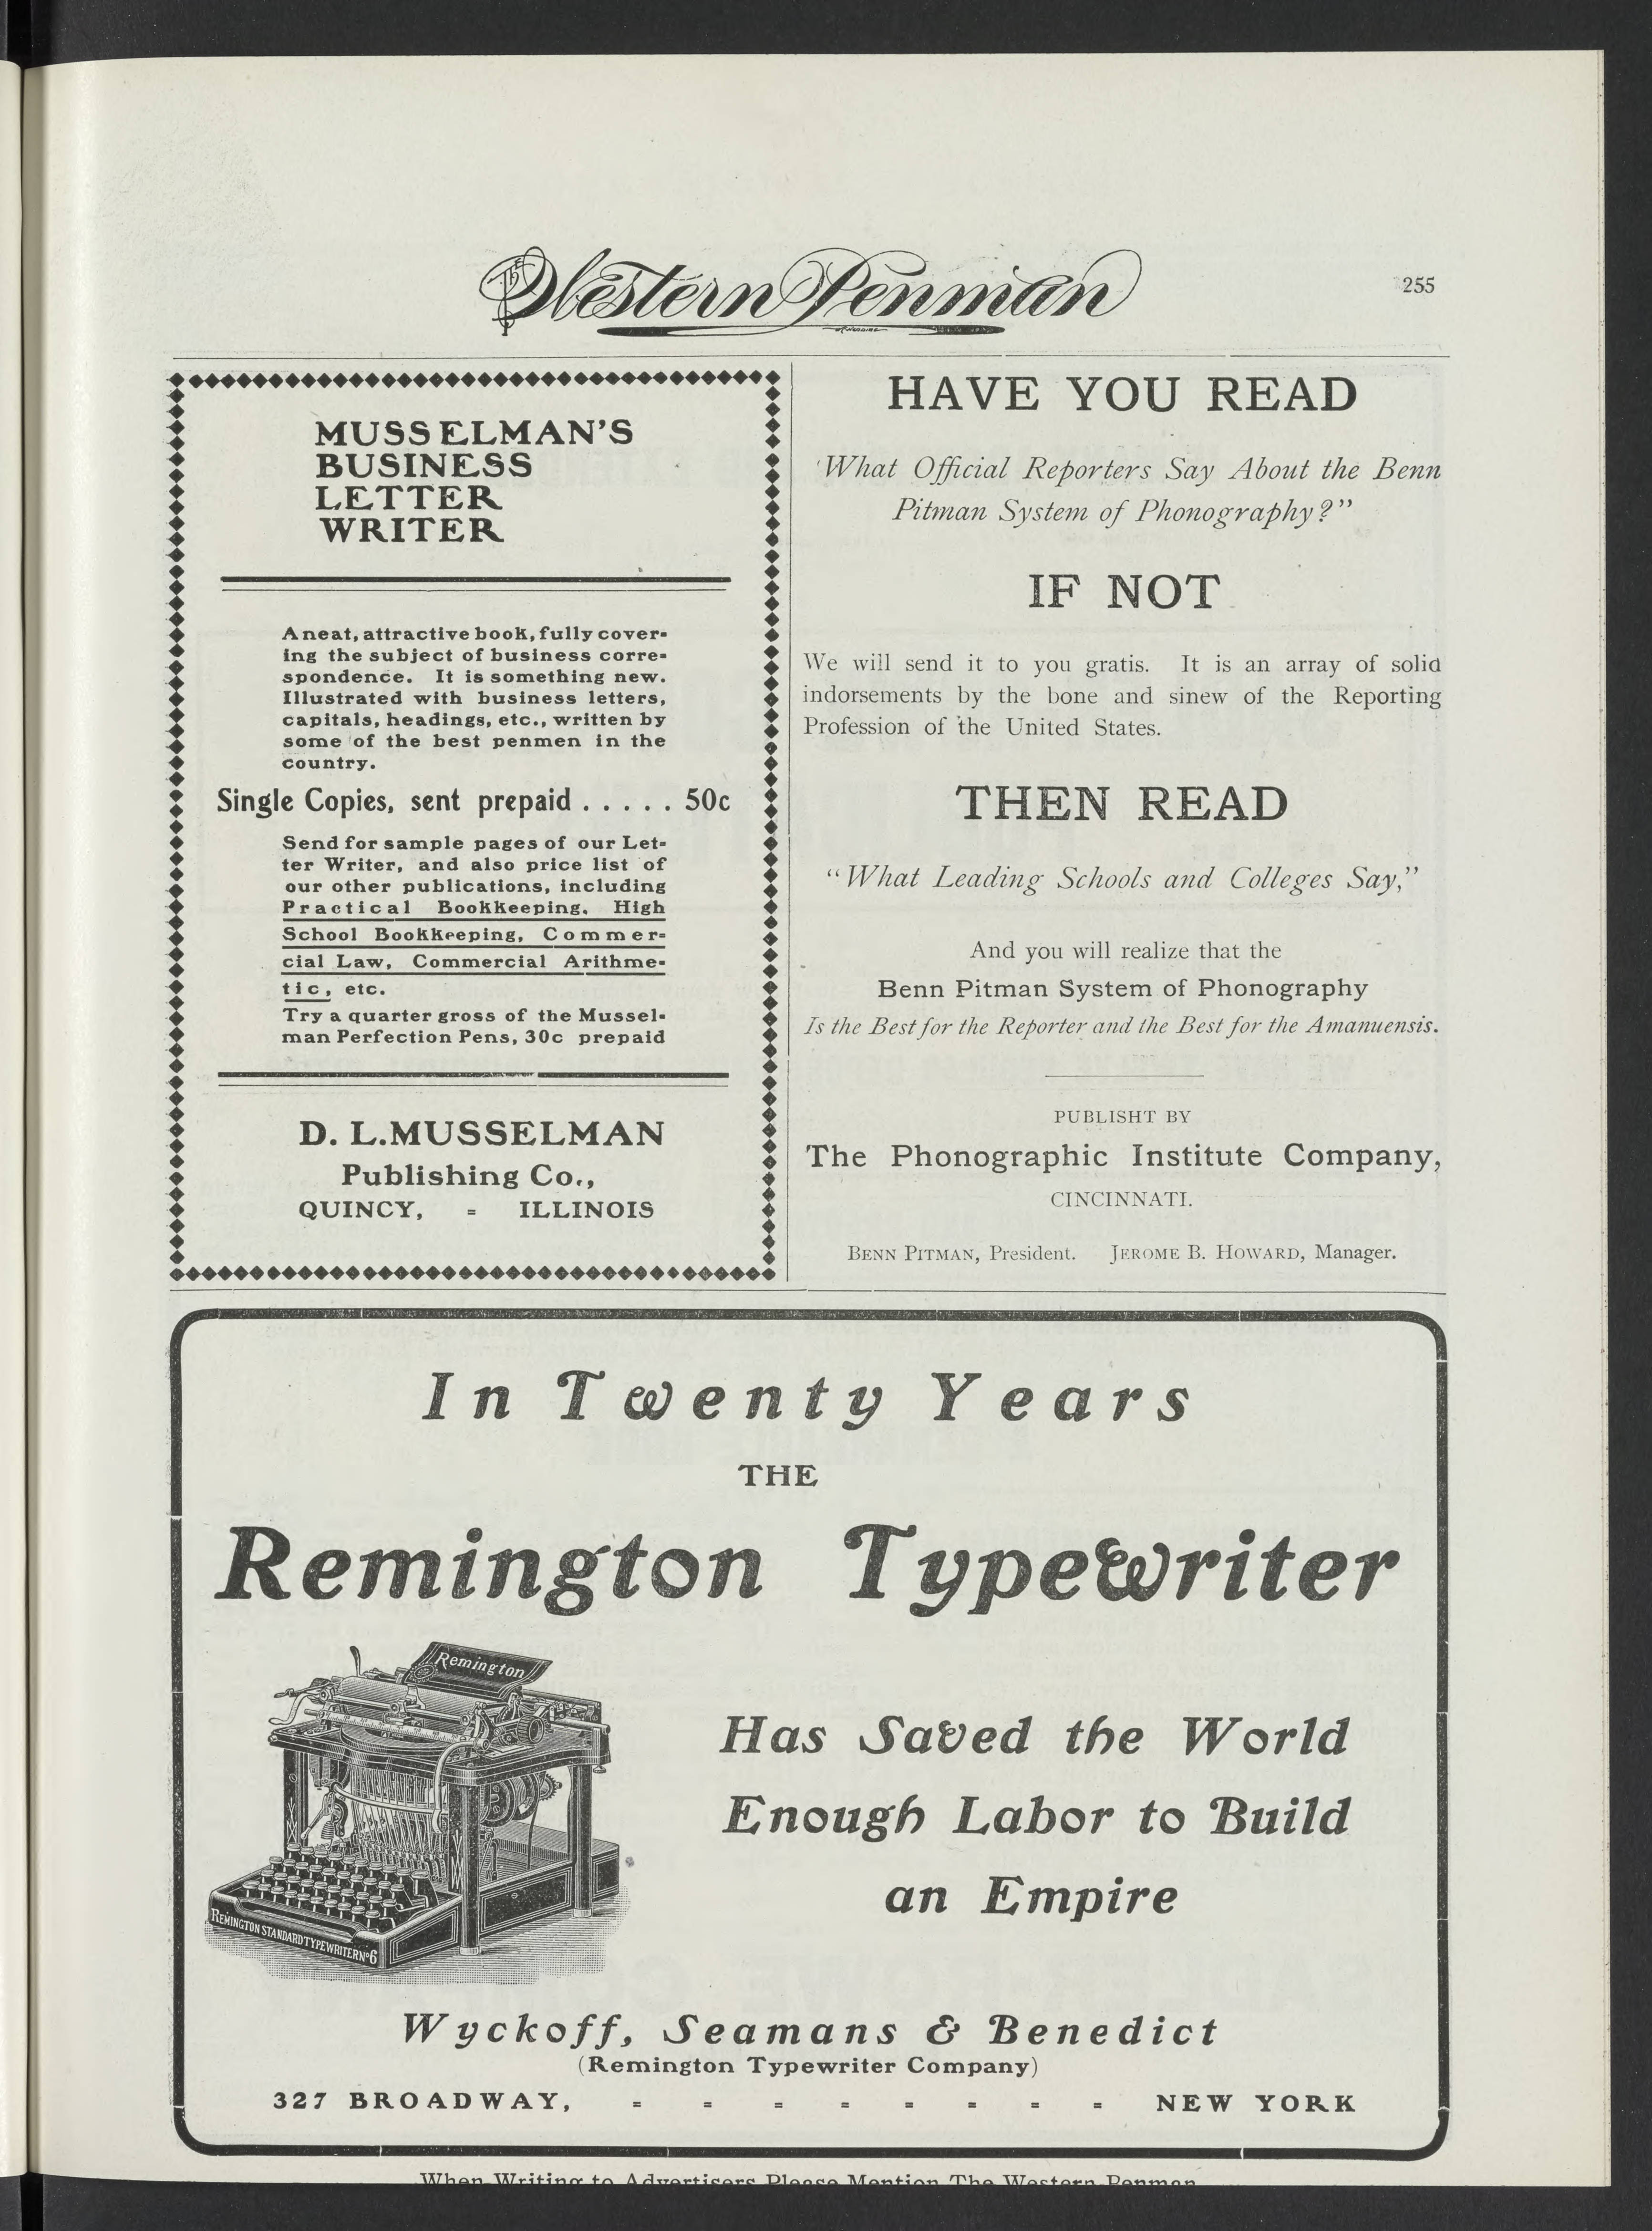 The Western Penman
255
MUSSELMAN'S
BUSINESS
LETTER
WRITER
A neat, attractive book, fully cover-
ing the subject of business corre-
spondence. It is something new.
Illustrated with business letters,
capitals, headings, etc., written by
some of the best penmen in the
country.
Single Copies, sent prepaid . . . . . 50c
Send for sample pages of our Let-
ter Writer, and also price list of
our other publications, including
Practical Bookkeeping, High
School Bookkeeping, Commer-
cial Law, Commercial Arithme-
tic, etc.
Try a quarter gross of the Mussel-
man Perfection Pens, 30c prepaid
D. L. MUSSELMAN
Publishing Co.,
QUINCY, - ILLINOIS
HAVE YOU READ
'What Official Reporters Say About the Benn
Pitman System of Phonography?"
IF NOT
We will send it to you gratis. It is an array of solid
indorsements by the bone and sinew of the Reporting
Profession of the United States.
THEN READ
"What Leading Schools and Colleges Say,"
And you will realize that the
Benn Pitman System of Phonography
Is the Best for the Reporter and the Best for the Amanuensis.
PUBLISHT BY
The Phonographic Institute Company,
CINCINNATI.
BENN PITMAN, President. JEROME B. HOWARD, Manager.
In Twenty Years
THE
Remington Typewriter
Remington
REMINGTON STANDARD TYPEWRITER No 6
Has Saved the World
Enough Labor to Build
an Empire
Wyckoff, Seamans & Benedict
(Remington Typewriter Company)
327 BROADWAY, - - - - - - - - NEW YORK
When Writing to Advertisers Please Mention The Western Penman